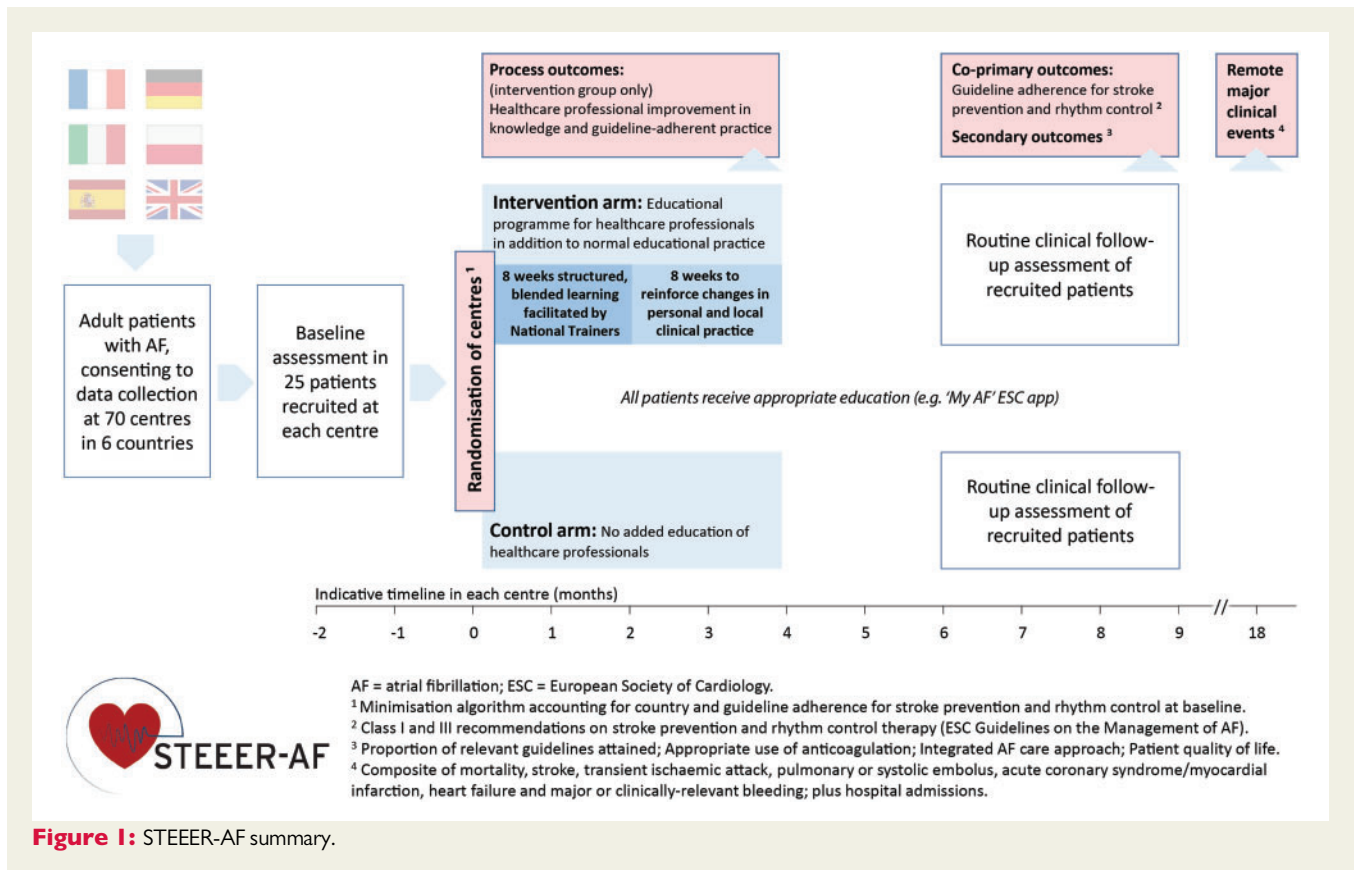 Process outcomes:
(intervention group only)
Healthcare professional improvement in
knowledge and guideline-adherent practice
Co-primary outcomes:
Guideline adherence for stroke
prevention and rhythm control ²
Secondary outcomes ³
Remote
major
clinical
events ⁴
Adult patients
with AF,
consenting to
data collection
at 70 centres
in 6 countries
Baseline
assessment in
25 patients
recruited at
each centre
Randomisation of centres ¹
Intervention arm: Educational
programme for healthcare professionals
in addition to normal educational practice
8 weeks structured,
blended learning
facilitated by
National Trainers
8 weeks to
reinforce changes in
personal and local
clinical practice
Routine clinical follow-
up assessment of
recruited patients
All patients receive appropriate education (e.g. ‘My AF’ ESC app)
Control arm: No added education of
healthcare professionals
Routine clinical follow-
up assessment of
recruited patients
Indicative timeline in each centre (months)
-2 -1 0 1 2 3 4 5 6 7 8 9 // 18
STEEER-AF
AF = atrial fibrillation; ESC = European Society of Cardiology.
¹ Minimisation algorithm accounting for country and guideline adherence for stroke prevention and rhythm control at baseline.
² Class I and III recommendations on stroke prevention and rhythm control therapy (ESC Guidelines on the Management of AF).
³ Proportion of relevant guidelines attained; Appropriate use of anticoagulation; Integrated AF care approach; Patient quality of life.
⁴ Composite of mortality, stroke, transient ischaemic attack, pulmonary or systolic embolus, acute coronary syndrome/myocardial
infarction, heart failure and major or clinically-relevant bleeding; plus hospital admissions.
Figure 1: STEEER-AF summary.